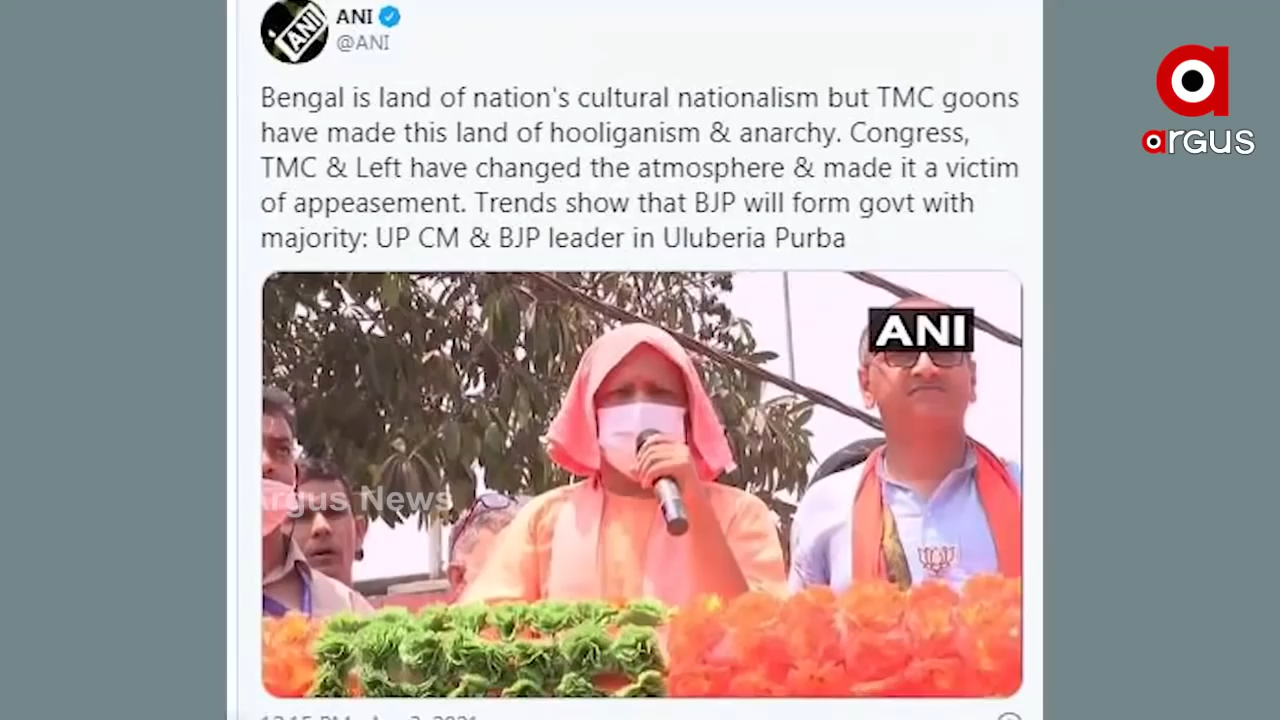 ANI
ANI
@ANI
argus
Bengal is land of nation's cultural nationalism but TMC goons
have made this land of hooliganism & anarchy. Congress,
TMC & Left have changed the atmosphere & made it a victim
of appeasement. Trends show that BJP will form govt with
majority: UP CM & BJP leader in Uluberia Purba
ANI
Argus News